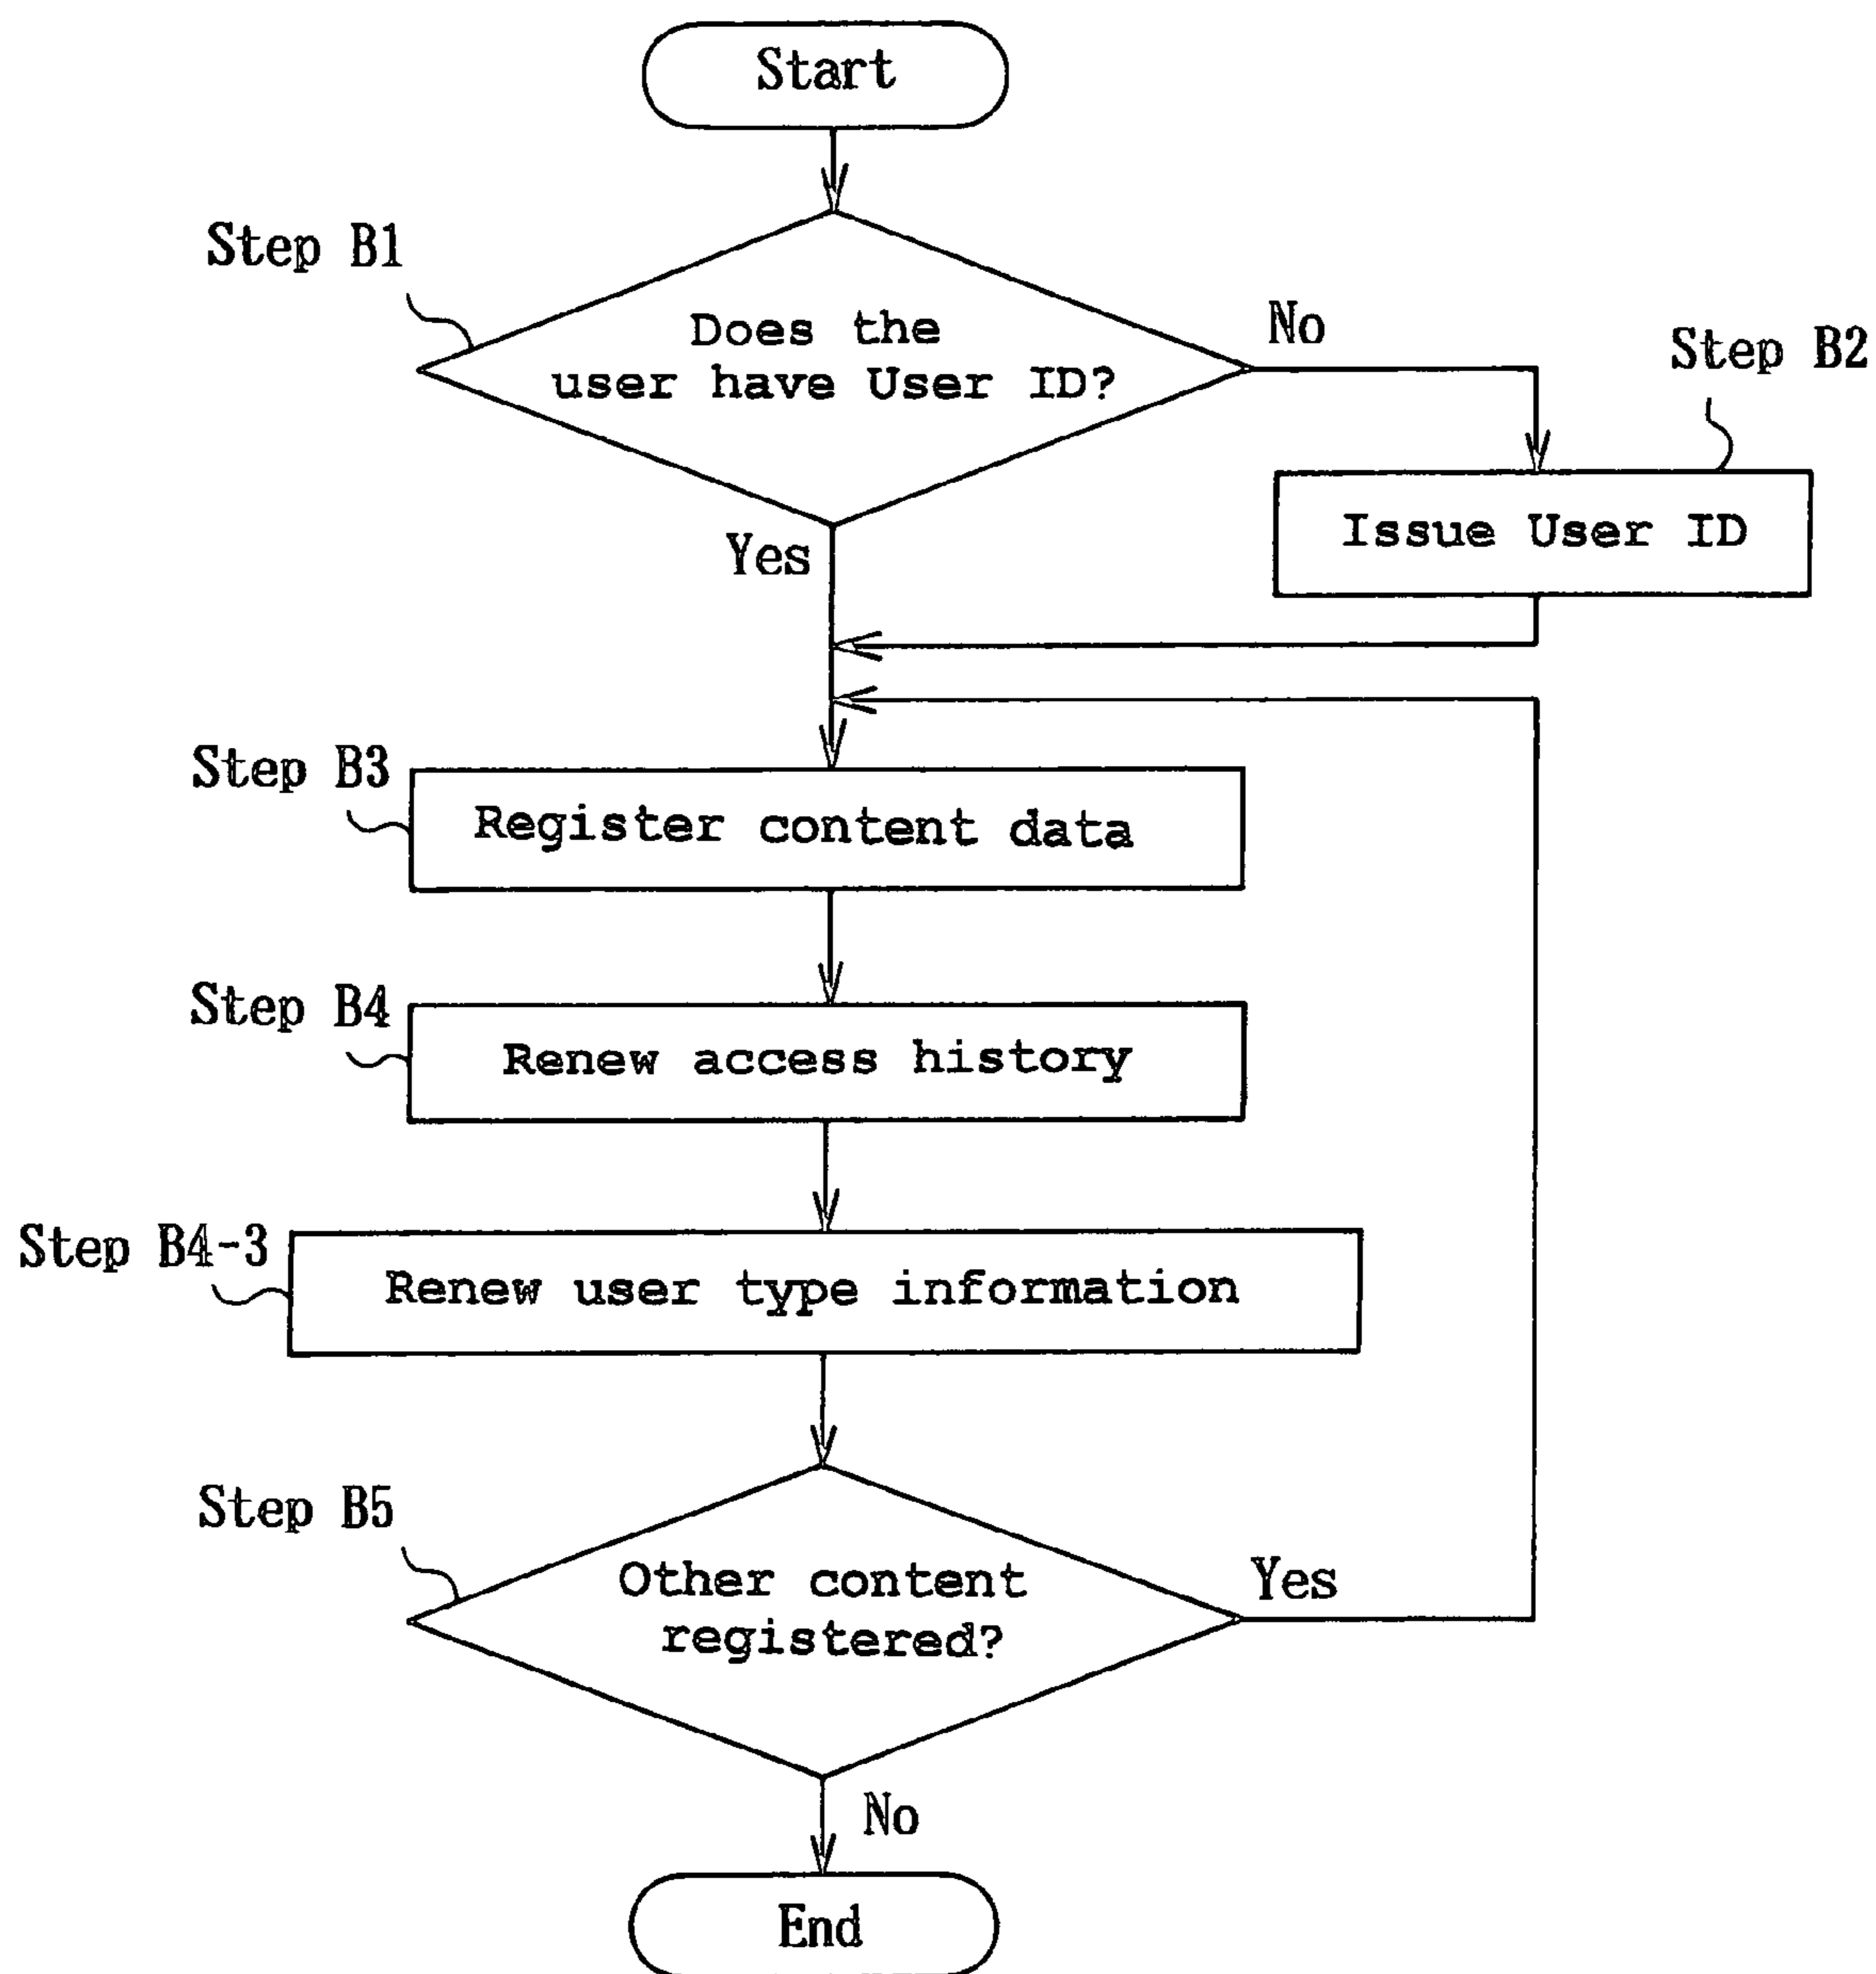 Start
Step B1
Does the
user have User ID?
No
Step B2
Issue User ID
Yes
Step B3
Register content data
Step B4
Renew access history
Step B4-3
Renew user type information
Step B5
Other content
registered?
Yes
No
End